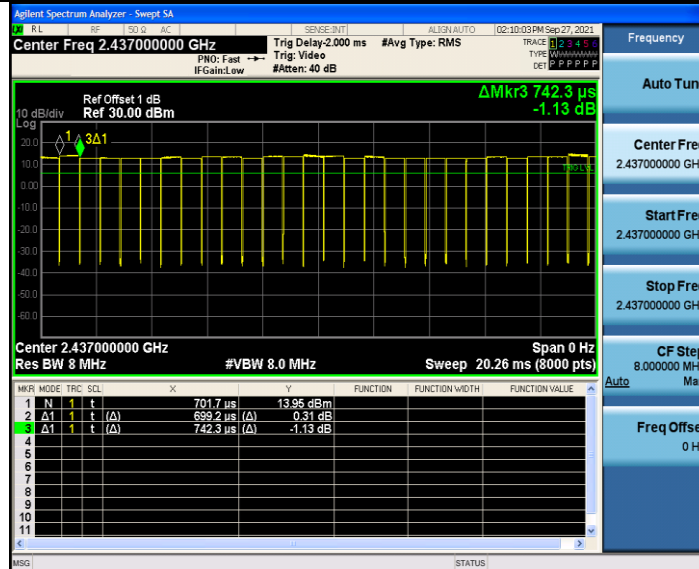 Agilent Spectrum Analyzer - Swept SA
RL RF 50 Ω AC SENSE:INT ALIGN AUTO 02:10:03 PM Sep 27, 2021
Center Freq 2.437000000 GHz
PNO: Fast
IFGain:Low
Trig Delay-2.000 ms
Trig: Video
#Atten: 40 dB
#Avg Type: RMS
TRACE 1 2 3 4 5 6
TYPE
DET P P P P P P
Ref Offset 1 dB
10 dB/div Ref 30.00 dBm
Log
ΔMkr3 742.3 µs
-1.13 dB
1
3Δ1
TRIG LVL
20.0
10.0
0.00
-10.0
-20.0
-30.0
-40.0
-50.0
-60.0
Center 2.437000000 GHz Span 0 Hz
Res BW 8 MHz #VBW 8.0 MHz Sweep 20.26 ms (8000 pts)
MKR MODE TRC SCL X Y FUNCTION FUNCTION WIDTH FUNCTION VALUE
1 N 1 t 701.7 µs 13.95 dBm
2 Δ1 1 t (Δ) 699.2 µs (Δ) 0.31 dB
3 Δ1 1 t (Δ) 742.3 µs (Δ) -1.13 dB
4
5
6
7
8
9
10
11
MSG STATUS
Frequency
Auto Tun
Center Fre
2.437000000 GH
Start Fre
2.437000000 GH
Stop Fre
2.437000000 GH
CF Ste
8.000000 MH
Auto Ma
Freq Offse
0 H